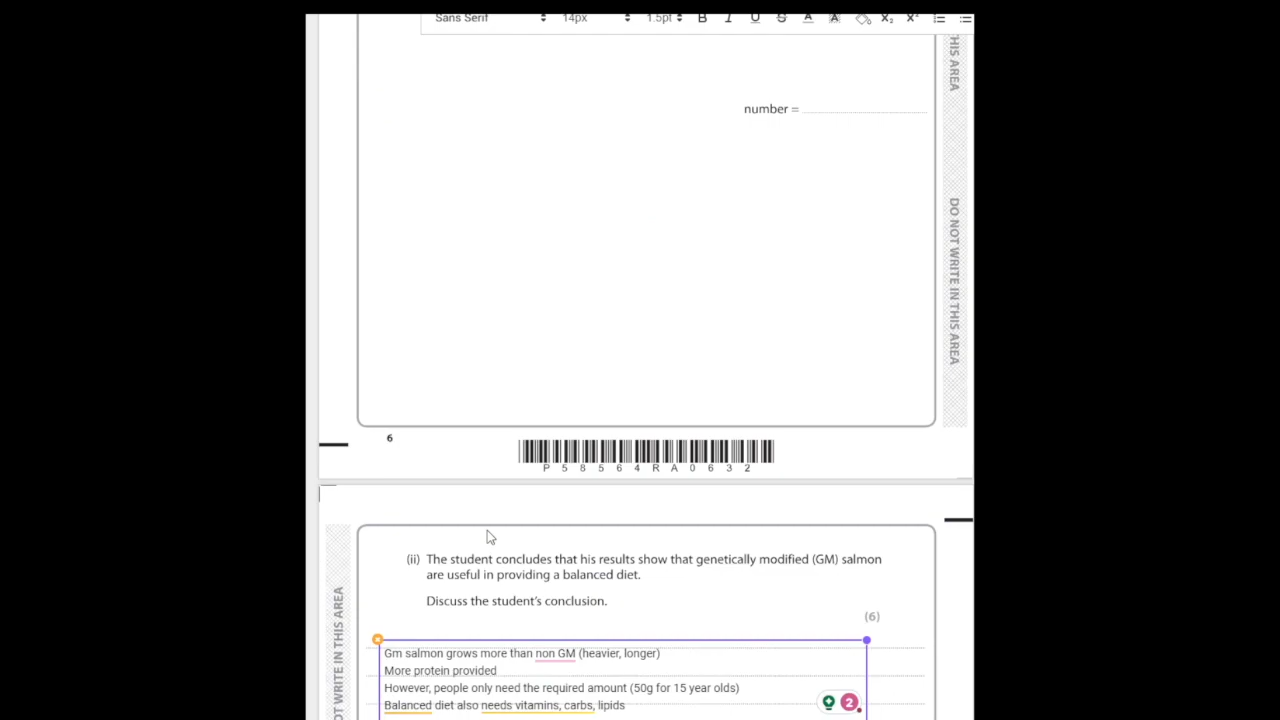 Sans Serif 14px 1.5pt B I U S A A X₂ X²
HIS AREA
number =
DO NOT WRITE IN THIS AREA
6
P 5 8 5 6 4 R A 0 6 3 2
(ii) The student concludes that his results show that genetically modified (GM) salmon
are useful in providing a balanced diet.
Discuss the student's conclusion.
(6)
OT WRITE IN THIS AREA
Gm salmon grows more than non GM (heavier, longer)
More protein provided
However, people only need the required amount (50g for 15 year olds)
Balanced diet also needs vitamins, carbs, lipids
2